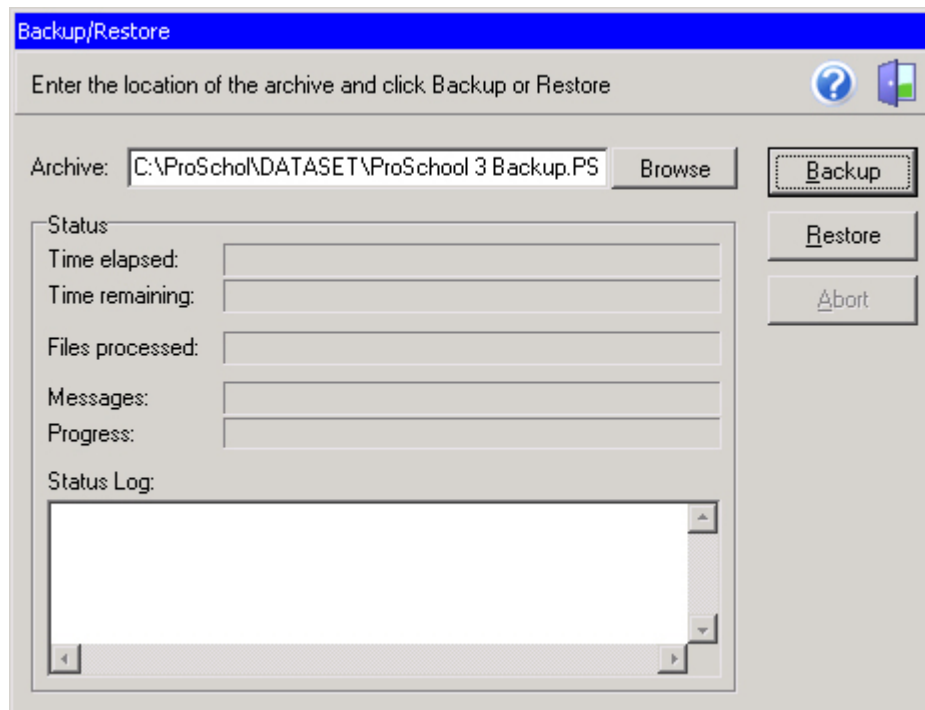 Backup/Restore
Enter the location of the archive and click Backup or Restore
?
Archive: C:\ProSchol\DATASET\ProSchool 3 Backup.PS Browse Backup
Status
Restore
Time elapsed:
Time remaining:
Abort
Files processed:
Messages:
Progress:
Status Log: